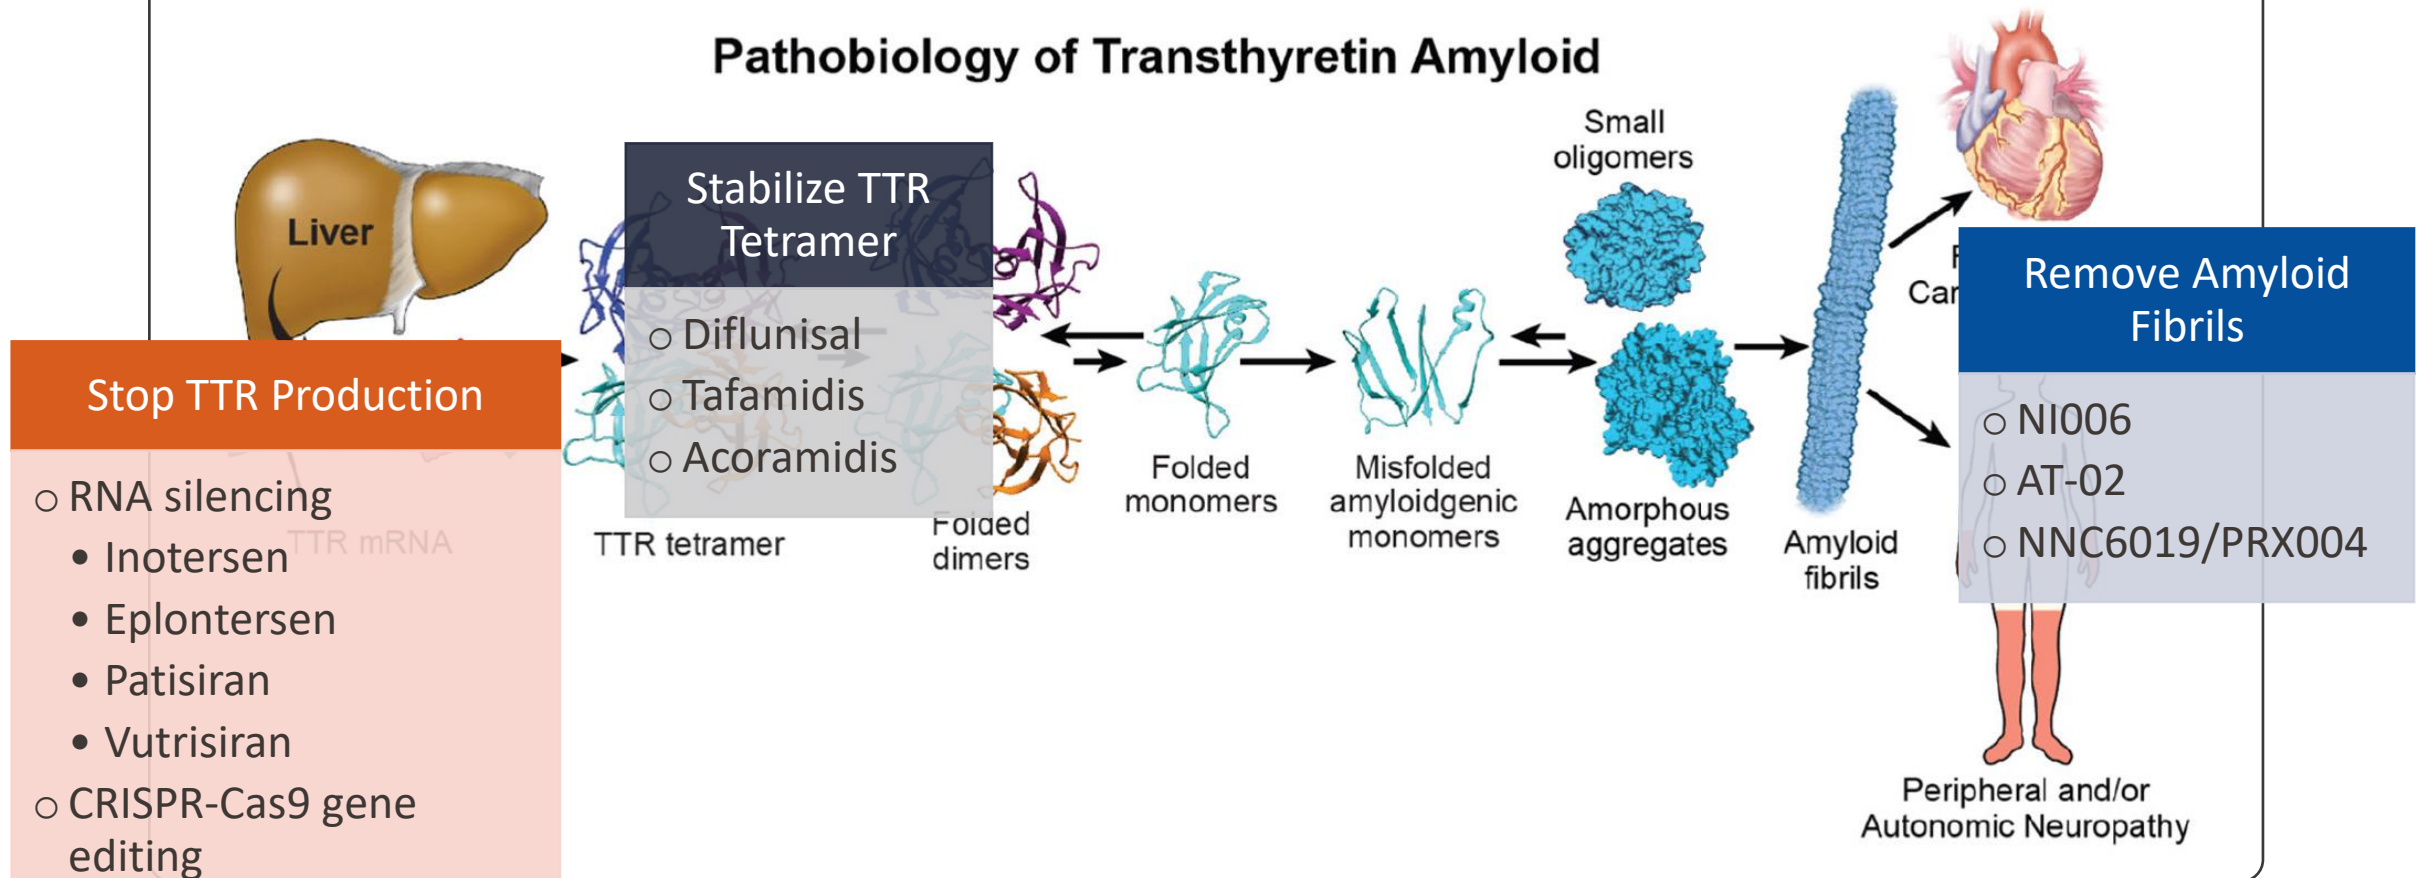 Pathobiology of Transthyretin Amyloid
Liver
Stop TTR Production
○ RNA silencing
• Inotersen
• Eplontersen
• Patisiran
• Vutrisiran
○ CRISPR-Cas9 gene
editing
TTR mRNA
Stabilize TTR
Tetramer
○ Diflunisal
○ Tafamidis
○ Acoramidis
TTR tetramer
Folded
dimers
Folded
monomers
Misfolded
amyloidgenic
monomers
Small
oligomers
Amorphous
aggregates
Amyloid
fibrils
Remove Amyloid
Fibrils
○ NI006
○ AT-02
○ NNC6019/PRX004
Peripheral and/or
Autonomic Neuropathy